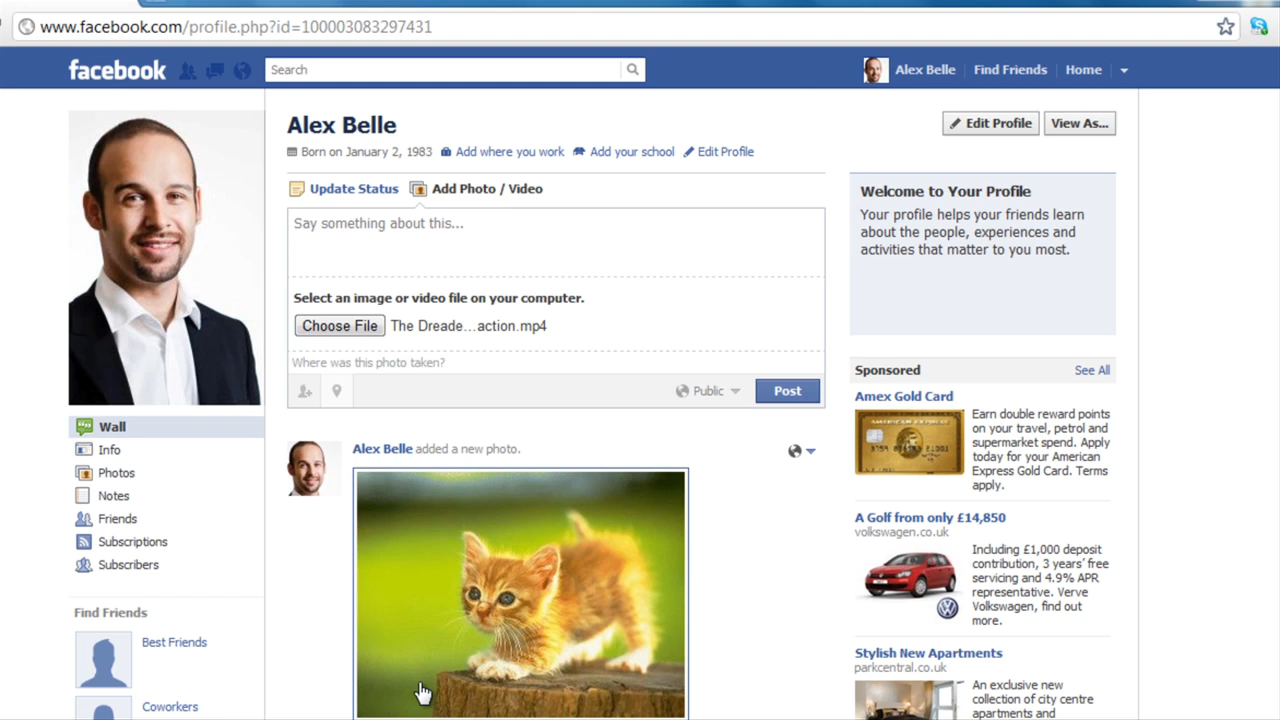 www.facebook.com/profile.php?id=100003083297431
facebook
Search
Alex Belle
Find Friends
Home
Alex Belle
Edit Profile
View As...
Born on January 2, 1983
Add where you work
Add your school
Edit Profile
Update Status
Add Photo / Video
Say something about this...
Select an image or video file on your computer.
Choose File
The Dreade...action.mp4
Where was this photo taken?
Public
Post
Wall
Info
Photos
Notes
Friends
Subscriptions
Subscribers
Find Friends
Best Friends
Coworkers
Alex Belle added a new photo.
Welcome to Your Profile
Your profile helps your friends learn
about the people, experiences and
activities that matter to you most.
Sponsored
See All
Amex Gold Card
AMERICAN EXPRESS
Earn double reward points
on your travel, petrol and
supermarket spend. Apply
today for your American
Express Gold Card. Terms
apply.
A Golf from only £14,850
volkswagen.co.uk
Including £1,000 deposit
contribution, 3 years' free
servicing and 4.9% APR
representative. Verve
Volkswagen, find out
more.
Stylish New Apartments
parkcentral.co.uk
An exclusive new
collection of city centre
apartments and